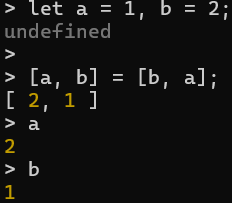 > let a = 1, b = 2;
undefined
>
> [a, b] = [b, a];
[ 2, 1 ]
> a
2
> b
1